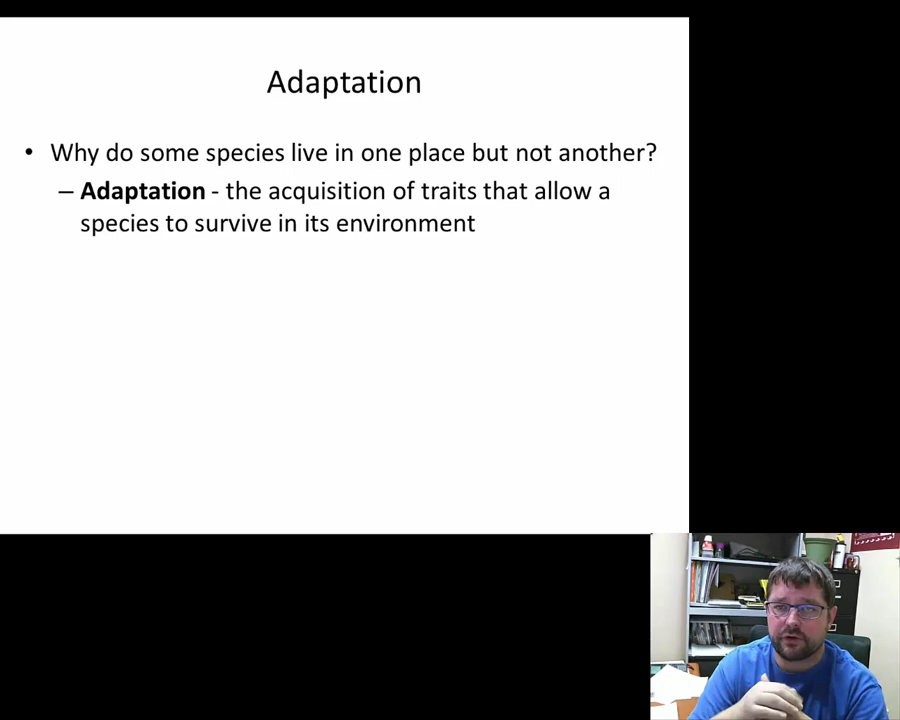 Adaptation
• Why do some species live in one place but not another?
– Adaptation - the acquisition of traits that allow a
species to survive in its environment